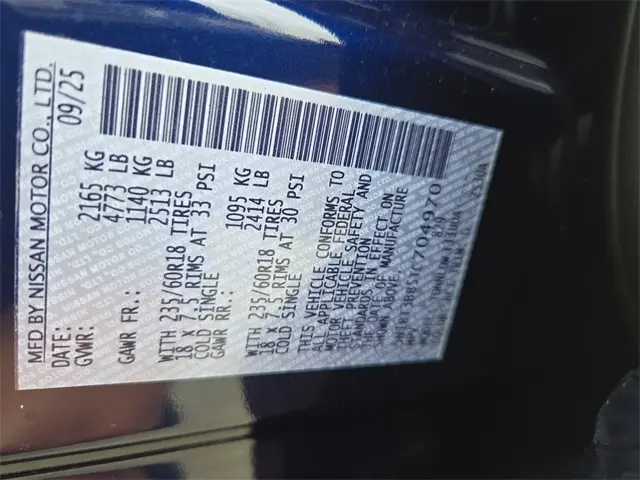 MFD BY NISSAN MOTOR CO., LTD.
DATE: 09/25
GVWR: 2165 KG
4773 LB
GAWR FR.: 1140 KG
2513 LB
WITH 235/60R18 TIRES
18 X 7.5 RIMS AT 33 PSI
COLD SINGLE
GAWR RR.: 1095 KG
2414 LB
WITH 235/60R18 TIRES
18 X 7.5 RIMS AT 30 PSI
COLD SINGLE
THIS VEHICLE CONFORMS TO
ALL APPLICABLE FEDERAL
MOTOR VEHICLE SAFETY AND
THEFT PREVENTION
STANDARDS IN EFFECT ON
THE DATE OF MANUFACTURE
SHOWN ABOVE.
TC704970
MPV